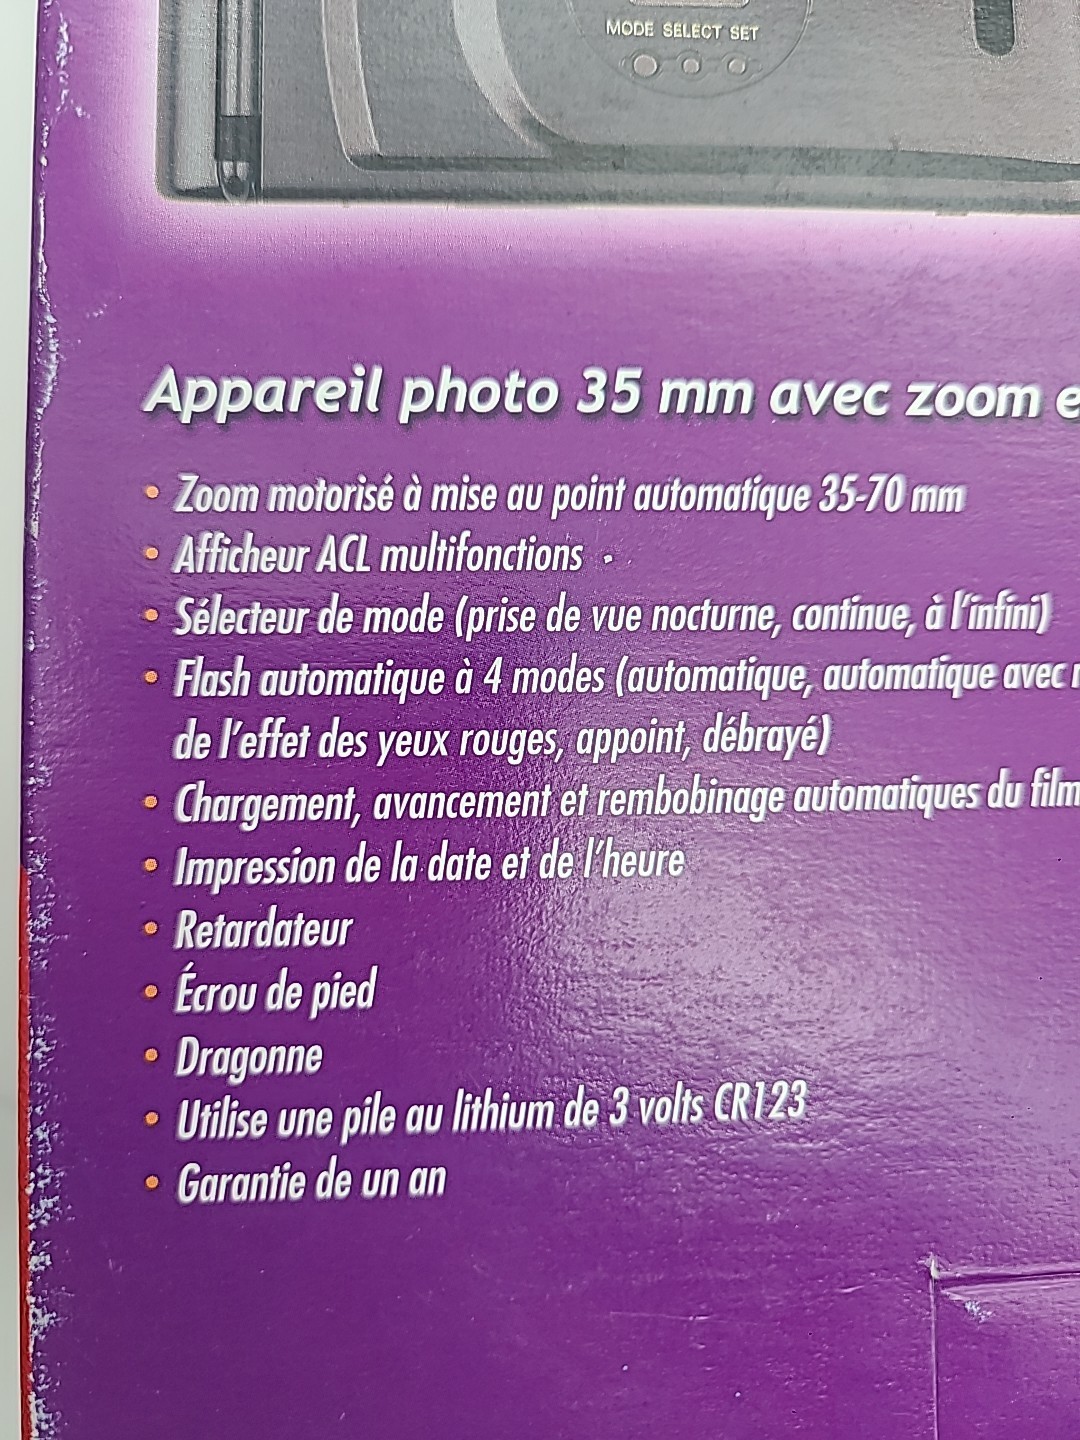 MODE SELECT SET
Appareil photo 35 mm avec zoom
• Zoom motorisé à mise au point automatique 35-70 mm
• Afficheur ACL multifonctions
• Sélecteur de mode (prise de vue nocturne, continue, à l'infini)
• Flash automatique à 4 modes (automatique, automatique avec
de l'effet des yeux rouges, appoint, débrayé)
• Chargement, avancement et rembobinage automatiques du film
• Impression de la date et de l'heure
• Retardateur
• Écrou de pied
• Dragonne
• Utilise une pile au lithium de 3 volts CR123
• Garantie de un an